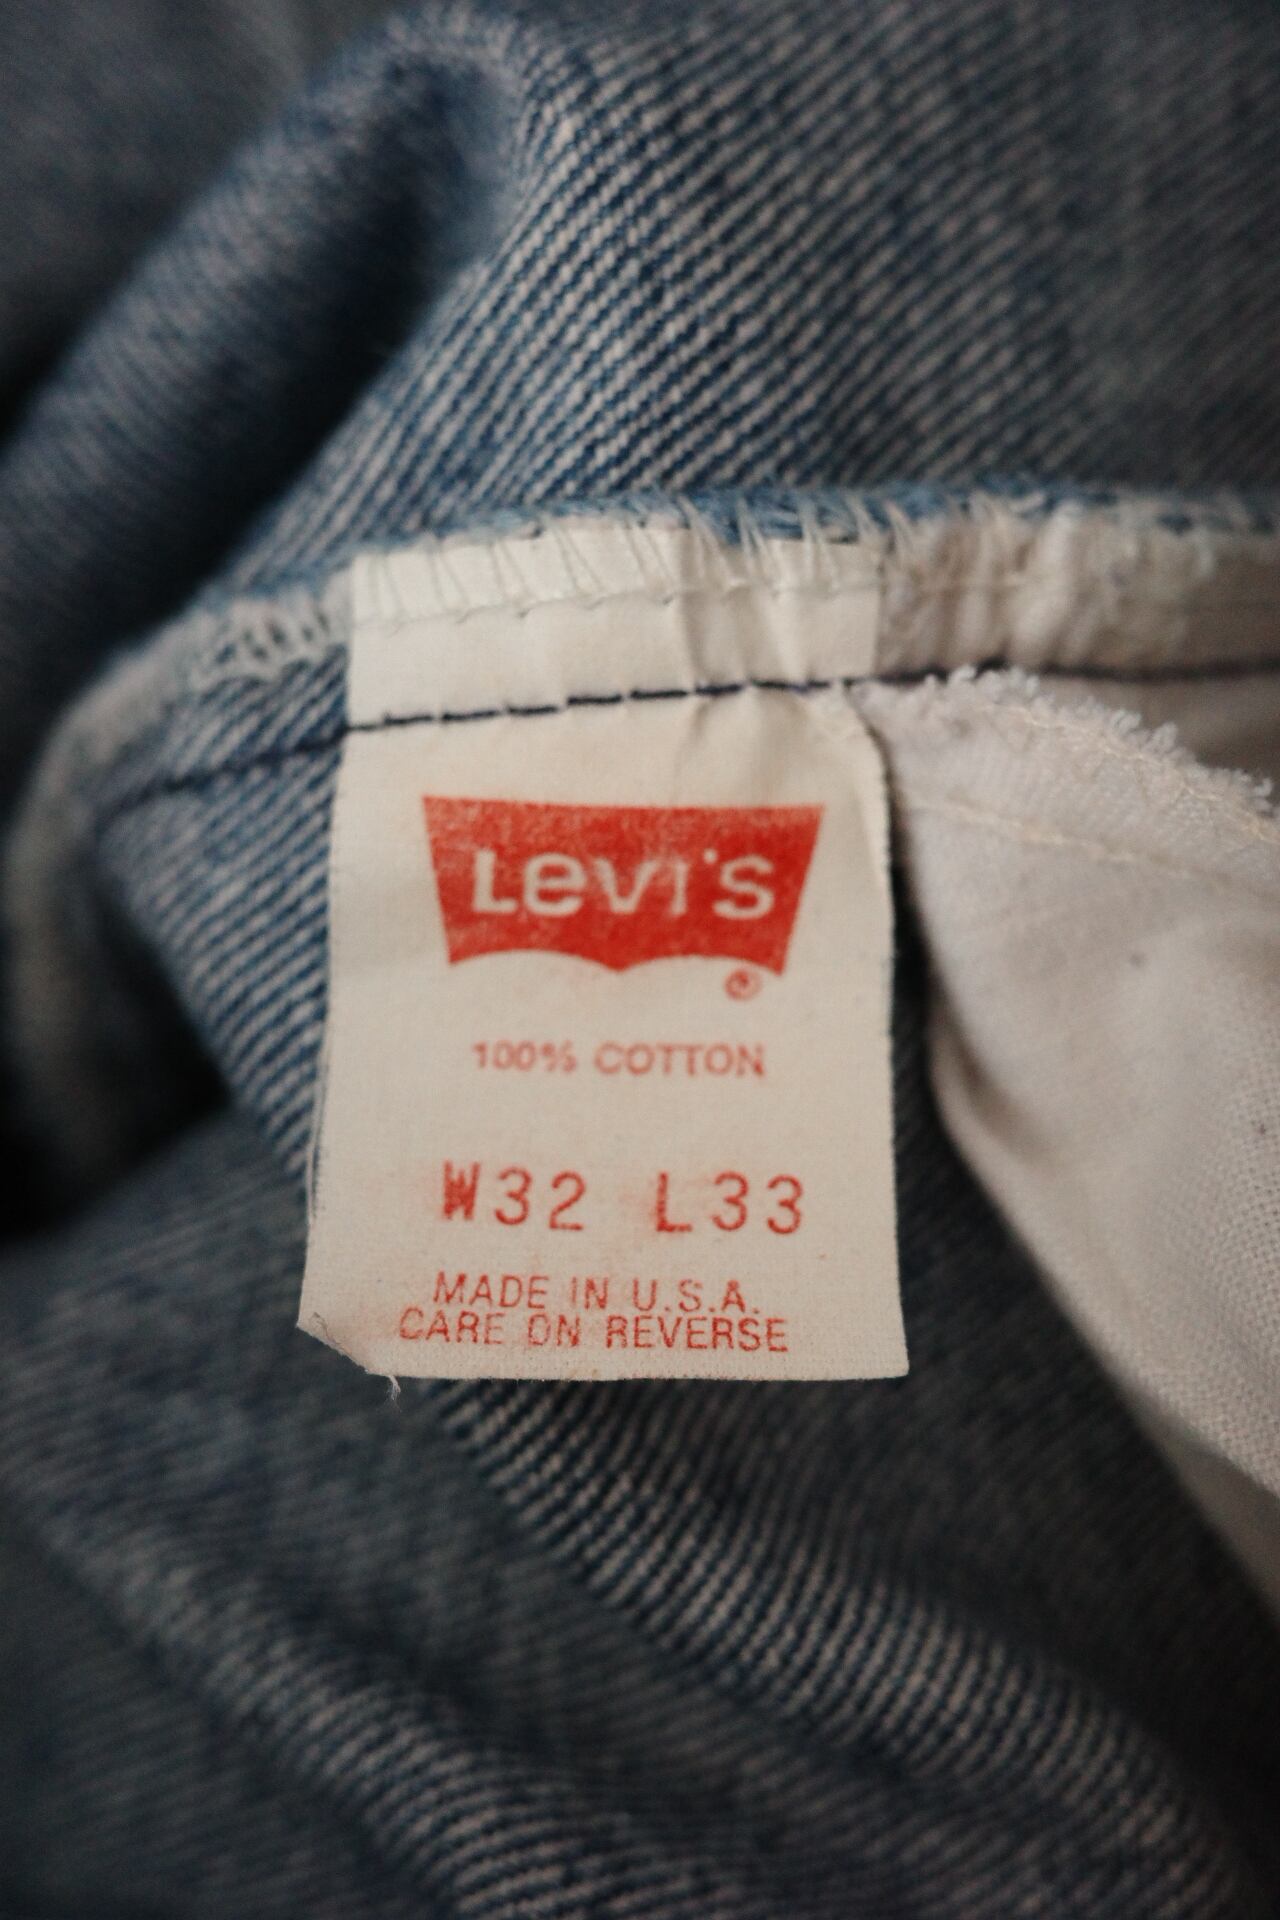 Levi's
®
100% COTTON
W32 L33
MADE IN U.S.A.
CARE ON REVERSE